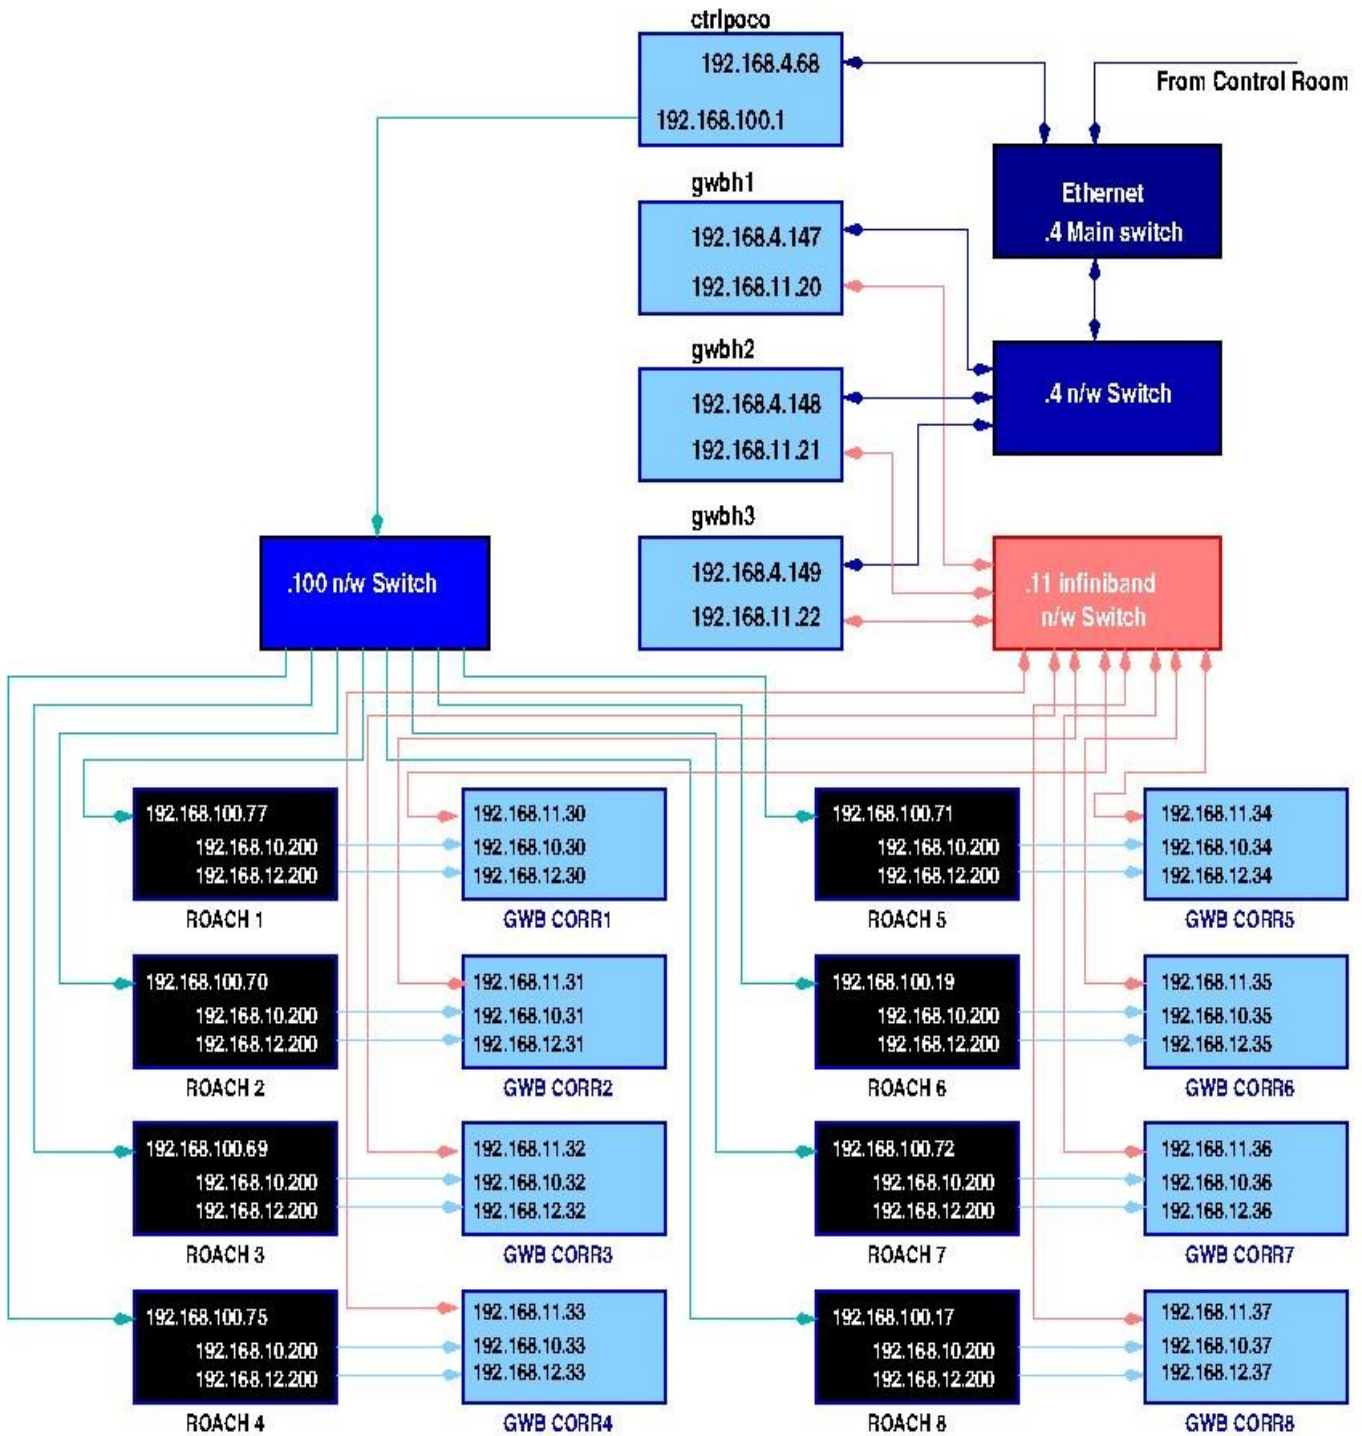 ctrlpoco
192.168.4.68
192.168.100.1
From Control Room
Ethernet
.4 Main switch
gwbh1
192.168.4.147
192.168.11.20
gwbh2
192.168.4.148
192.168.11.21
.4 n/w Switch
gwbh3
192.168.4.149
192.168.11.22
.100 n/w Switch
.11 infiniband
n/w Switch
192.168.100.77
192.168.10.200
192.168.12.200
ROACH 1
192.168.11.30
192.168.10.30
192.168.12.30
GWB CORR1
192.168.100.71
192.168.10.200
192.168.12.200
ROACH 5
192.168.11.34
192.168.10.34
192.168.12.34
GWB CORR5
192.168.100.70
192.168.10.200
192.168.12.200
ROACH 2
192.168.11.31
192.168.10.31
192.168.12.31
GWB CORR2
192.168.100.19
192.168.10.200
192.168.12.200
ROACH 6
192.168.11.35
192.168.10.35
192.168.12.35
GWB CORR6
192.168.100.69
192.168.10.200
192.168.12.200
ROACH 3
192.168.11.32
192.168.10.32
192.168.12.32
GWB CORR3
192.168.100.72
192.168.10.200
192.168.12.200
ROACH 7
192.168.11.36
192.168.10.36
192.168.12.36
GWB CORR7
192.168.100.75
192.168.10.200
192.168.12.200
ROACH 4
192.168.11.33
192.168.10.33
192.168.12.33
GWB CORR4
192.168.100.17
192.168.10.200
192.168.12.200
ROACH 8
192.168.11.37
192.168.10.37
192.168.12.37
GWB CORR8